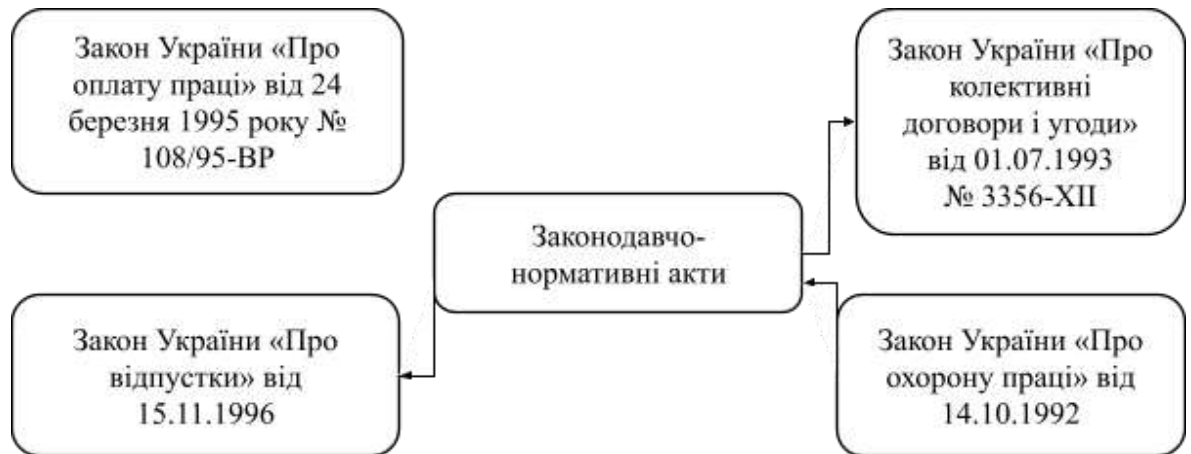 Закон України «Про
оплату праці» від 24
березня 1995 року №
108/95-ВР
Закон України «Про
колективні
договори і угоди»
від 01.07.1993
№ 3356-XII
Законодавчо-
нормативні акти
Закон України «Про
відпустки» від
15.11.1996
Закон України «Про
охорону праці» від
14.10.1992